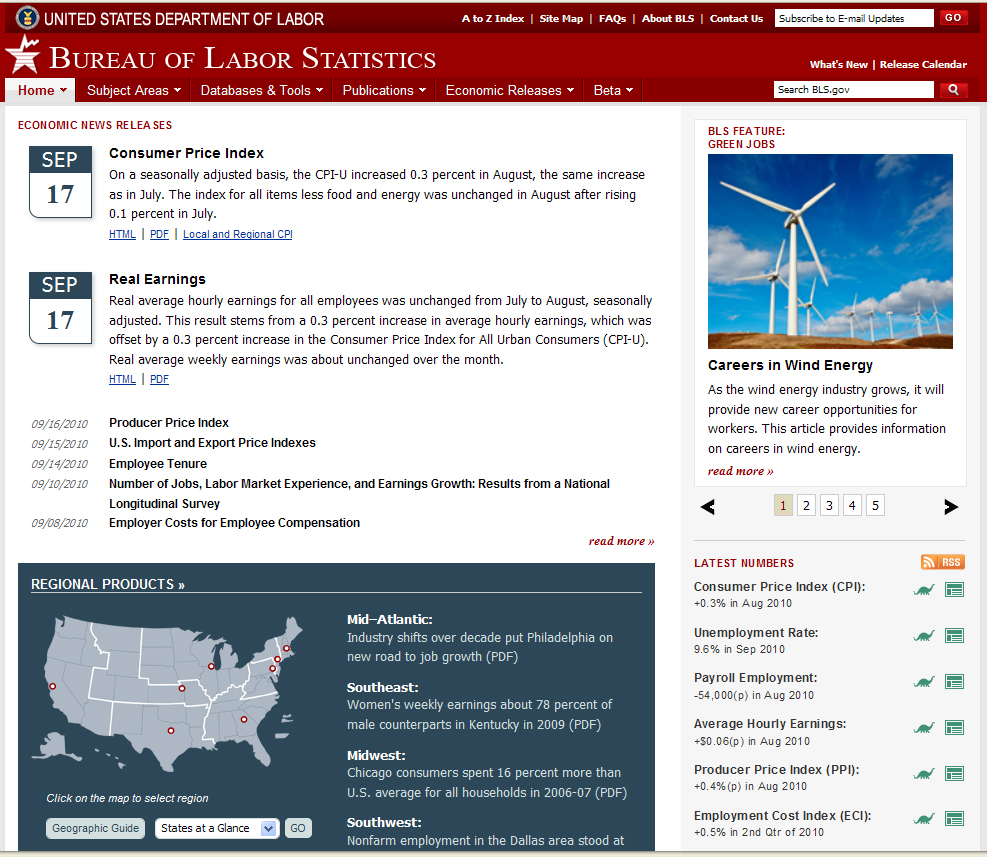 UNITED STATES DEPARTMENT OF LABOR
A to Z Index | Site Map | FAQs | About BLS | Contact Us
Subscribe to E-mail Updates GO
BUREAU OF LABOR STATISTICS
What's New | Release Calendar
Home Subject Areas Databases & Tools Publications Economic Releases Beta
Search BLS.gov
ECONOMIC NEWS RELEASES
SEP
17
Consumer Price Index
On a seasonally adjusted basis, the CPI-U increased 0.3 percent in August, the same increase
as in July. The index for all items less food and energy was unchanged in August after rising
0.1 percent in July.
HTML | PDF | Local and Regional CPI
SEP
17
Real Earnings
Real average hourly earnings for all employees was unchanged from July to August, seasonally
adjusted. This result stems from a 0.3 percent increase in average hourly earnings, which was
offset by a 0.3 percent increase in the Consumer Price Index for All Urban Consumers (CPI-U).
Real average weekly earnings was about unchanged over the month.
HTML | PDF
09/16/2010 Producer Price Index
09/15/2010 U.S. Import and Export Price Indexes
09/14/2010 Employee Tenure
09/10/2010 Number of Jobs, Labor Market Experience, and Earnings Growth: Results from a National
Longitudinal Survey
09/08/2010 Employer Costs for Employee Compensation
read more »
REGIONAL PRODUCTS »
Click on the map to select region
Geographic Guide States at a Glance GO
Mid–Atlantic:
Industry shifts over decade put Philadelphia on
new road to job growth (PDF)
Southeast:
Women's weekly earnings about 78 percent of
male counterparts in Kentucky in 2009 (PDF)
Midwest:
Chicago consumers spent 16 percent more than
U.S. average for all households in 2006-07 (PDF)
Southwest:
Nonfarm employment in the Dallas area stood at
BLS FEATURE:
GREEN JOBS
Careers in Wind Energy
As the wind energy industry grows, it will
provide new career opportunities for
workers. This article provides information
on careers in wind energy.
read more »
1 2 3 4 5
LATEST NUMBERS RSS
Consumer Price Index (CPI):
+0.3% in Aug 2010
Unemployment Rate:
9.6% in Sep 2010
Payroll Employment:
-54,000(p) in Aug 2010
Average Hourly Earnings:
+$0.06(p) in Aug 2010
Producer Price Index (PPI):
+0.4%(p) in Aug 2010
Employment Cost Index (ECI):
+0.5% in 2nd Qtr of 2010